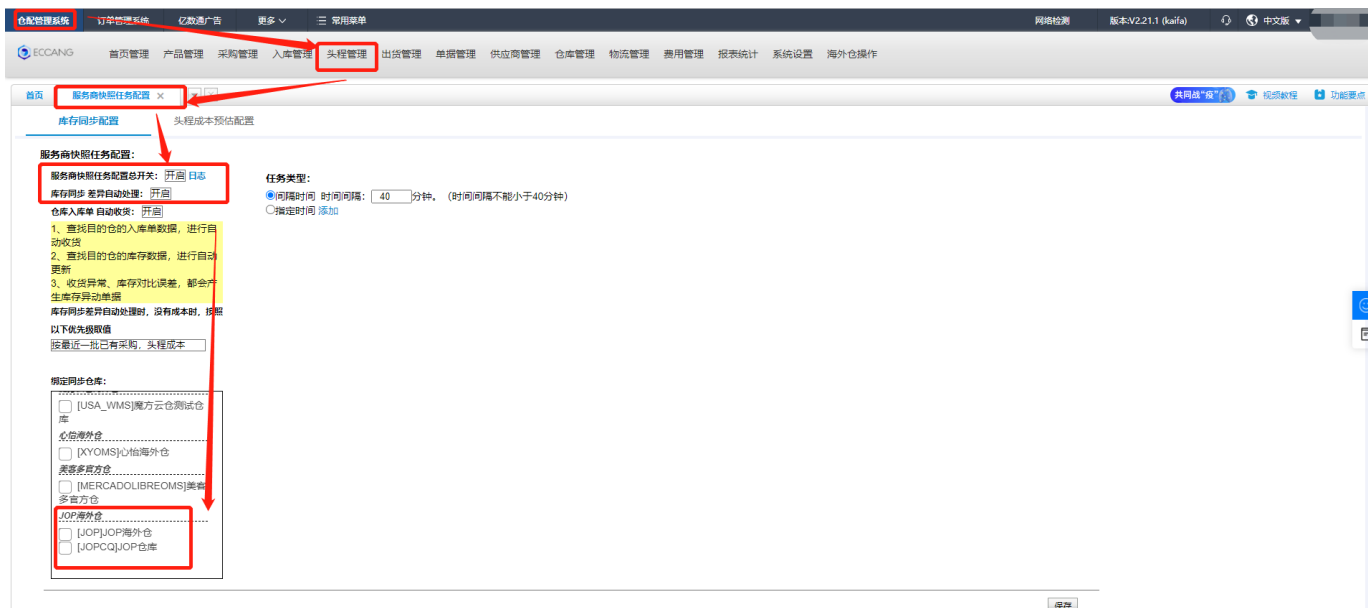 仓配管理系统 订单管理系统 亿数通广告 更多 常用菜单 网络检测 版本:V2.21.1 (kaifa) 中文版
ECCANG 首页管理 产品管理 采购管理 入库管理 头程管理 出货管理 单据管理 供应商管理 仓库管理 物流管理 费用管理 报表统计 系统设置 海外仓操作
首页 服务商快照任务配置 共同战“疫” 视频教程 功能要点
库存同步配置 头程成本预估配置
服务商快照任务配置：
服务商快照任务配置总开关： 开启 日志
任务类型：
库存同步 差异自动处理： 开启
间隔时间 时间间隔： 40 分钟。（时间间隔不能小于40分钟）
仓库入库单 自动收货： 开启
指定时间 添加
1、查找目的仓的入库单数据，进行自
动收货
2、查找目的仓的库存数据，进行自动
更新
3、收货异常、库存对比误差，都会产
生库存异动单据
库存同步差异自动处理时，没有成本时，按照
以下优先级取值
按最近一批已有采购，头程成本
绑定同步仓库：
[USA_WMS]魔方云仓测试仓
库
心怡海外仓
[XYOMS]心怡海外仓
美客多官方仓
[MERCADOLIBREOMS]美客
多官方仓
JOP海外仓
[JOP]JOP海外仓
[JOPCQ]JOP仓库
保存